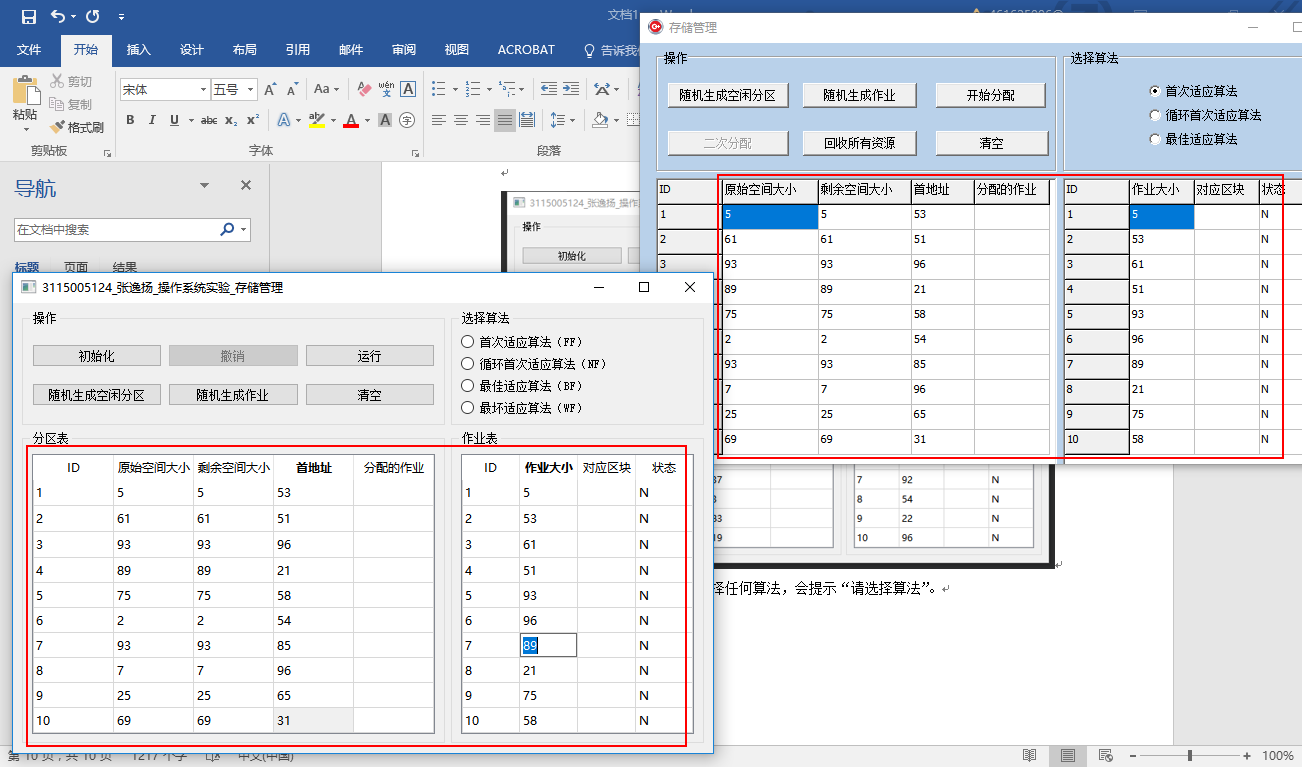 文档1 - Word
文件 开始 插入 设计 布局 引用 邮件 审阅 视图 ACROBAT 告诉我
粘贴
剪切
复制
格式刷
剪贴板
宋体 五号
字体
段落
导航
在文档中搜索
标题 页面 结果
3115005124_张逸扬_操作
操作
初始化
存储管理
操作
随机生成空闲分区 随机生成作业 开始分配
二次分配 回收所有资源 清空
选择算法
首次适应算法
循环首次适应算法
最佳适应算法
ID 原始空间大小 剩余空间大小 首地址 分配的作业
1 5 5 53
2 61 61 51
3 93 93 96
89 89 21
75 75 58
2 2 54
93 93 85
7 7 96
25 25 65
69 69 31
ID 作业大小 对应区块 状态
1 5 N
2 53 N
3 61 N
4 51 N
5 93 N
6 96 N
7 89 N
8 21 N
9 75 N
10 58 N
3115005124_张逸扬_操作系统实验_存储管理
操作
初始化 撤销 运行
随机生成空闲分区 随机生成作业 清空
选择算法
首次适应算法（FF）
循环首次适应算法（NF）
最佳适应算法（BF）
最坏适应算法（WF）
分区表
ID 原始空间大小 剩余空间大小 首地址 分配的作业
1 5 5 53
2 61 61 51
3 93 93 96
4 89 89 21
5 75 75 58
6 2 2 54
7 93 93 85
8 7 7 96
9 25 25 65
10 69 69 31
作业表
ID 作业大小 对应区块 状态
1 5 N
2 53 N
3 61 N
4 51 N
5 93 N
6 96 N
7 89 N
8 21 N
9 75 N
10 58 N
7 92 N
8 54 N
9 22 N
10 96 N
择任何算法，会提示“请选择算法”。
第 10 页，共 10 页 1217 个字 中文(中国)
100%